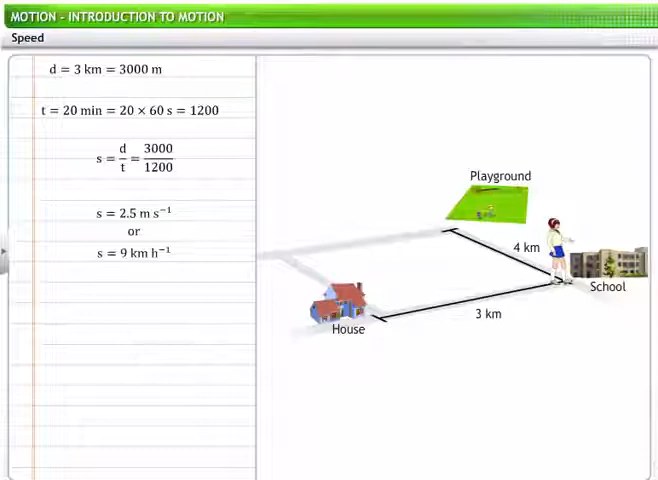 MOTION - INTRODUCTION TO MOTION
Speed
d = 3 km = 3000 m
t = 20 min = 20 × 60 s = 1200
s = d/t = 3000/1200
s = 2.5 m s⁻¹
or
s = 9 km h⁻¹
Playground
4 km
School
3 km
House